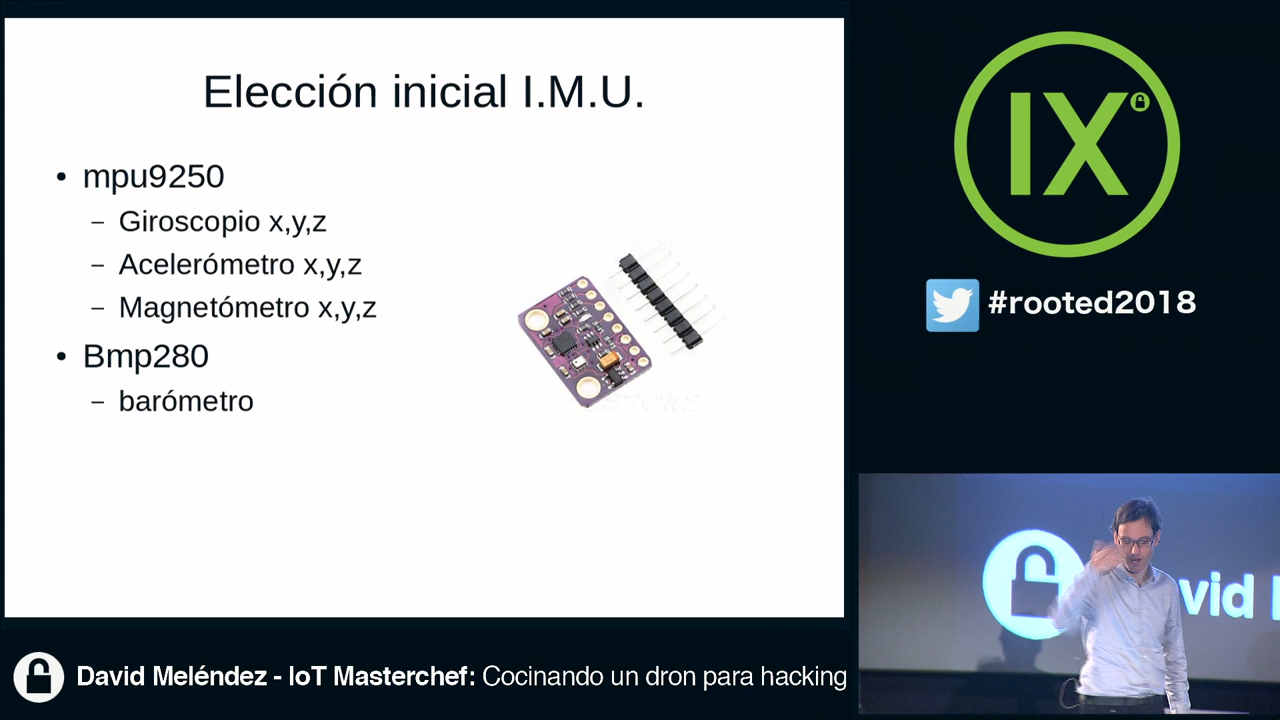 Elección inicial I.M.U.
• mpu9250
– Giroscopio x,y,z
– Acelerómetro x,y,z
– Magnetómetro x,y,z
• Bmp280
– barómetro
IX
#rooted2018
vid
David Meléndez - IoT Masterchef: Cocinando un dron para hacking